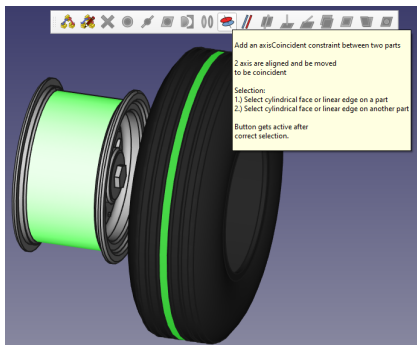 Add an axisCoincident constraint between two parts
2 axis are aligned and be moved
to be coincident
Selection:
1.) Select cylindrical face or linear edge on a part
2.) Select cylindrical face or linear edge on another part
Button gets active after
correct selection.